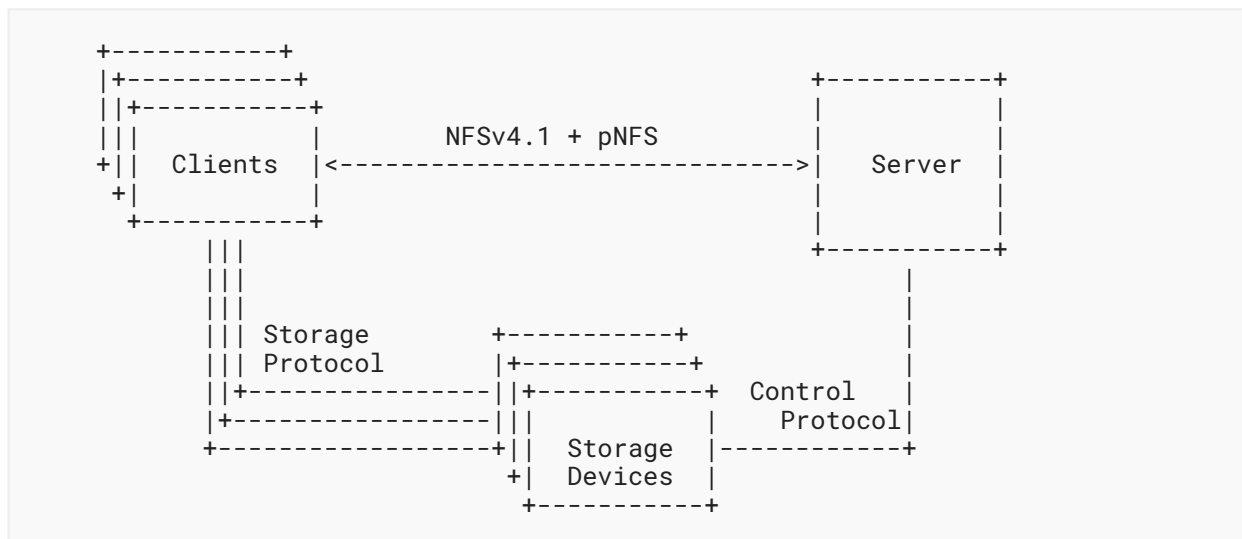 NFSv4.1 + pNFS
Clients
Server
Storage
Protocol
Control
Protocol
Storage
Devices